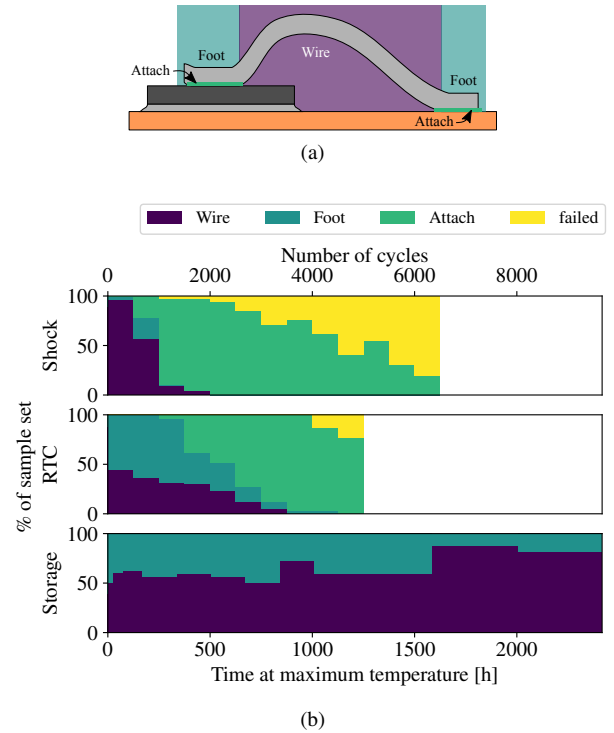 Foot
Wire
Foot
Attach
Attach
(a)
Wire Foot Attach failed
Number of cycles
0 2000 4000 6000 8000
100
50
0
Shock
100
50
0
RTC
% of sample set
100
50
0
Storage
0 500 1000 1500 2000
Time at maximum temperature [h]
(b)